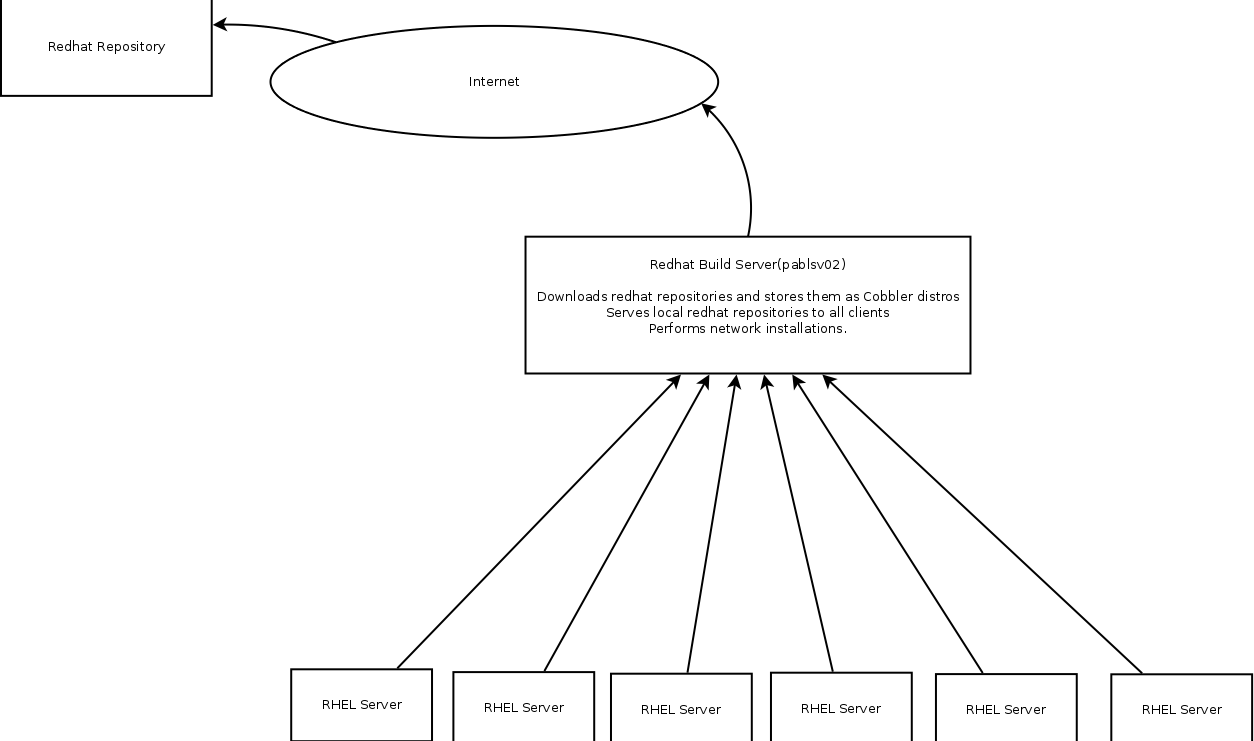 Redhat Repository
Internet
Redhat Build Server(pablsv02)
Downloads redhat repositories and stores them as Cobbler distros
Serves local redhat repositories to all clients
Performs network installations.
RHEL Server
RHEL Server
RHEL Server
RHEL Server
RHEL Server
RHEL Server